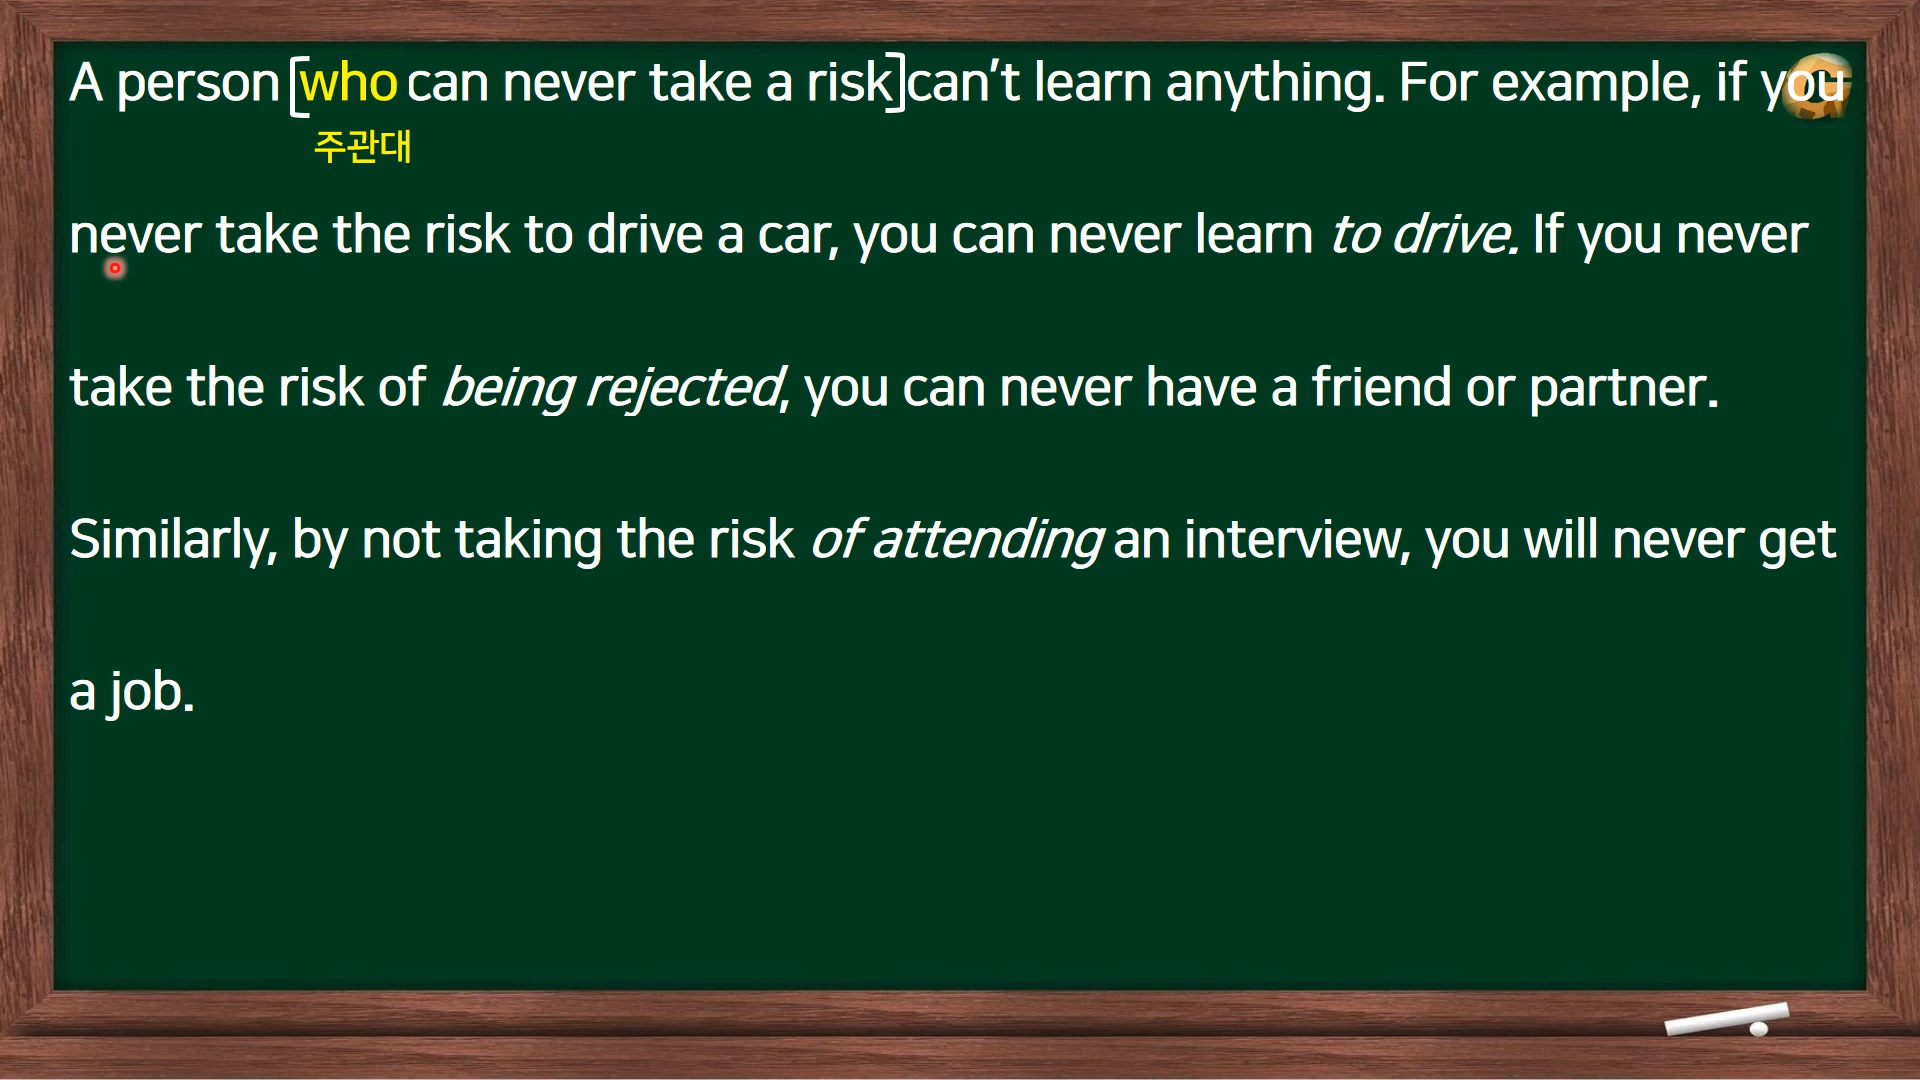 A person [who can never take a risk] can't learn anything. For example, if you
주관대
never take the risk to drive a car, you can never learn to drive. If you never
take the risk of being rejected, you can never have a friend or partner.
Similarly, by not taking the risk of attending an interview, you will never get
a job.